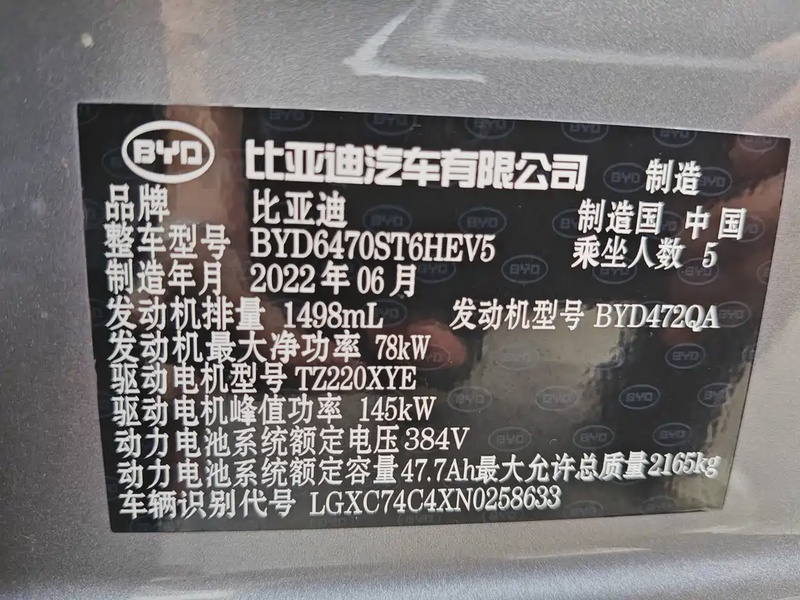 BYD 比亚迪汽车有限公司 制造
品牌 比亚迪 制造国 中国
整车型号 BYD6470ST6HEV5 乘坐人数 5
制造年月 2022年06月
发动机排量 1498mL 发动机型号 BYD472QA
发动机最大净功率 78kW
驱动电机型号 TZ220XYE
驱动电机峰值功率 145kW
动力电池系统额定电压 384V
动力电池系统额定容量 47.7Ah 最大允许总质量 2165kg
车辆识别代号 LGXC74C4XN0258633